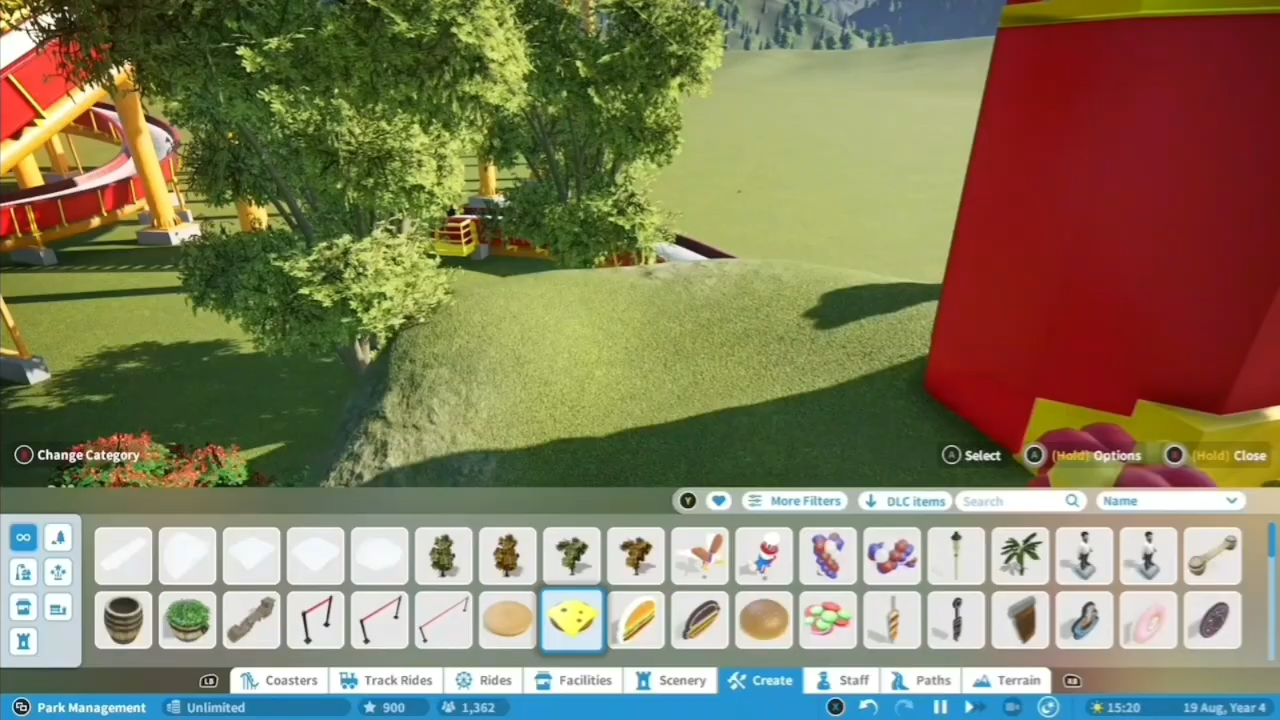 Change Category
A Select
A (Hold) Options
(Hold) Close
Y
More Filters
DLC items
Search
Name
LB
Coasters
Track Rides
Rides
Facilities
Scenery
Create
Staff
Paths
Terrain
RB
Park Management
Unlimited
900
1,362
X
15:20
19 Aug, Year 4